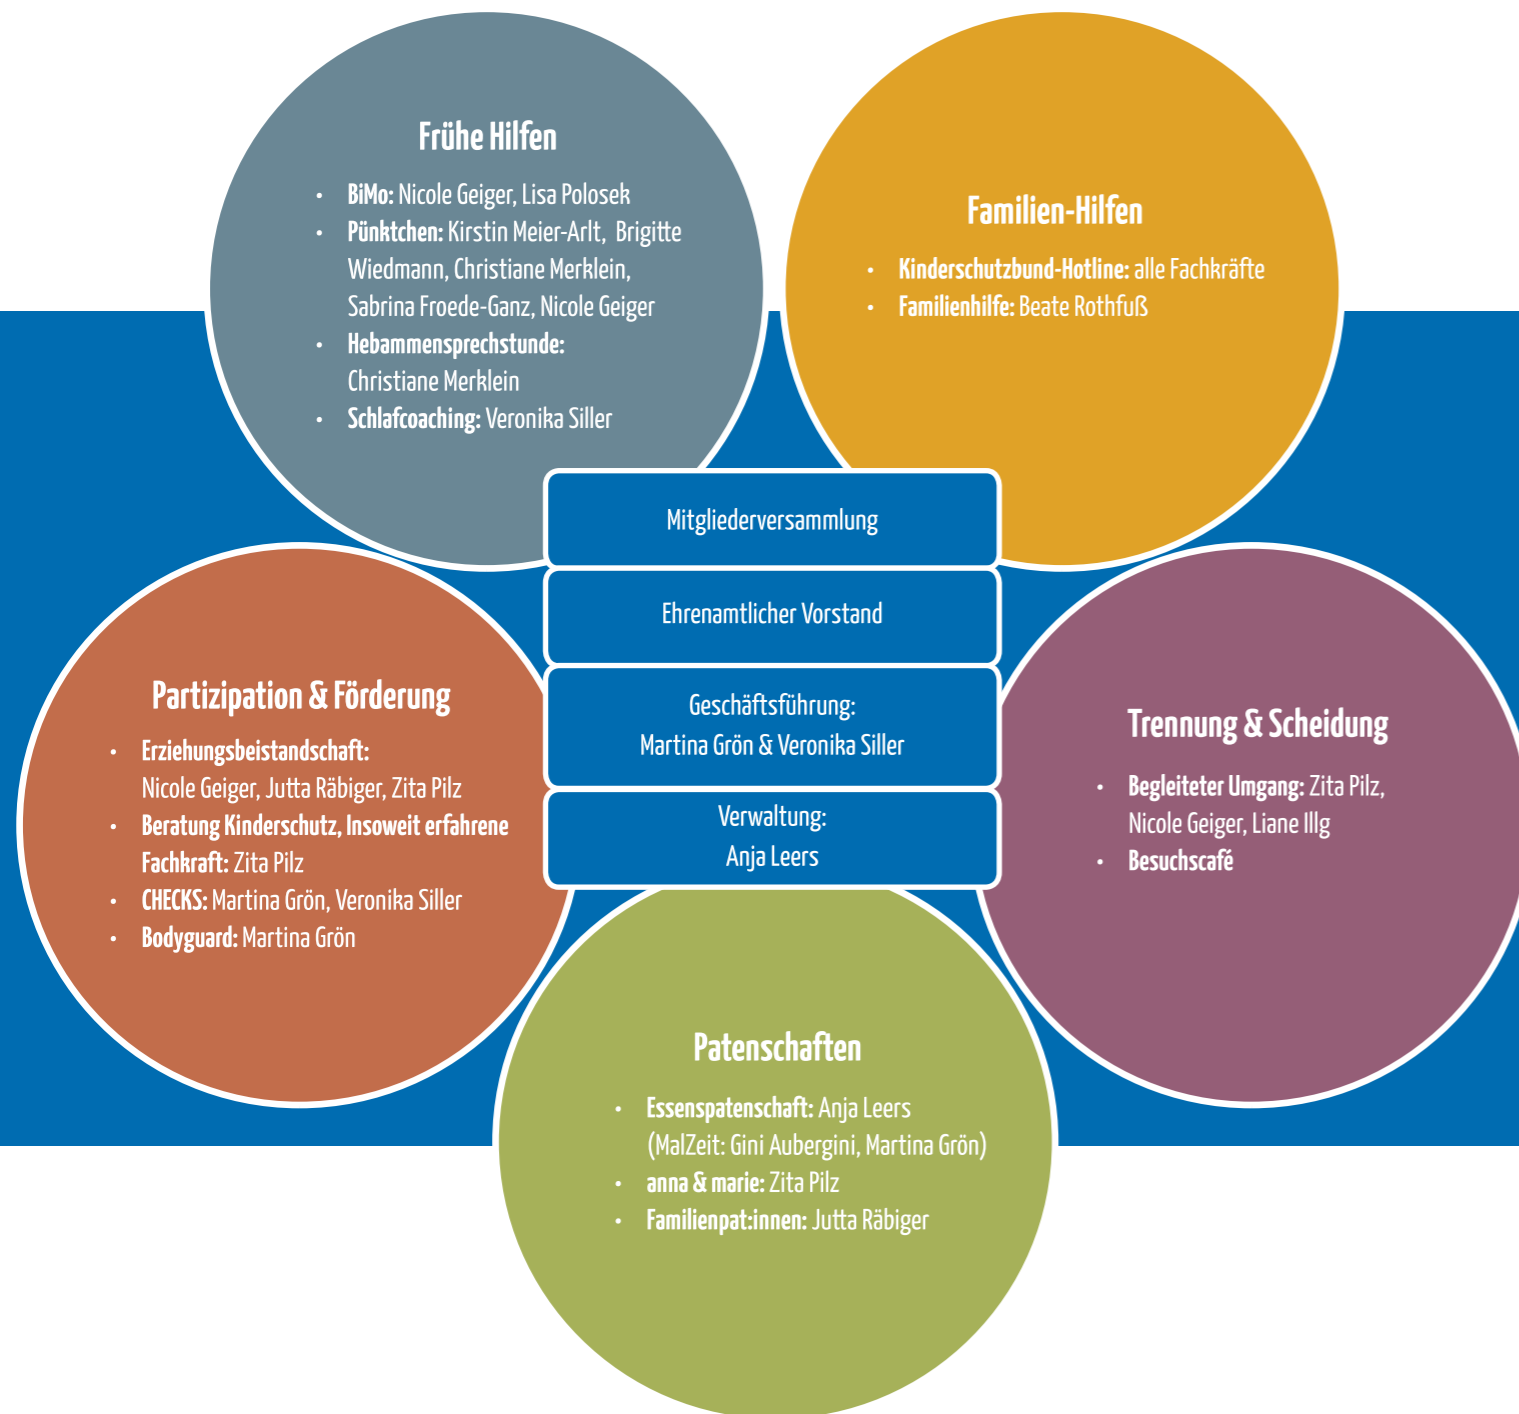 Frühe Hilfen
• BiMo: Nicole Geiger, Lisa Polosek
• Pünktchen: Kirstin Meier-Arlt, Brigitte
Wiedmann, Christiane Merklein,
Sabrina Froede-Ganz, Nicole Geiger
• Hebammensprechstunde:
Christiane Merklein
• Schlafcoaching: Veronika Siller
Familien-Hilfen
• Kinderschutzbund-Hotline: alle Fachkräfte
• Familienhilfe: Beate Rothfuß
Mitgliederversammlung
Ehrenamtlicher Vorstand
Geschäftsführung:
Martina Grön & Veronika Siller
Verwaltung:
Anja Leers
Partizipation & Förderung
• Erziehungsbeistandschaft:
Nicole Geiger, Jutta Räbiger, Zita Pilz
• Beratung Kinderschutz, Insoweit erfahrene
Fachkraft: Zita Pilz
• CHECKS: Martina Grön, Veronika Siller
• Bodyguard: Martina Grön
Trennung & Scheidung
• Begleiteter Umgang: Zita Pilz,
Nicole Geiger, Liane Illg
• Besuchscafé
Patenschaften
• Essenspatenschaft: Anja Leers
(MalZeit: Gini Aubergini, Martina Grön)
• anna & marie: Zita Pilz
• Familienpat:innen: Jutta Räbiger